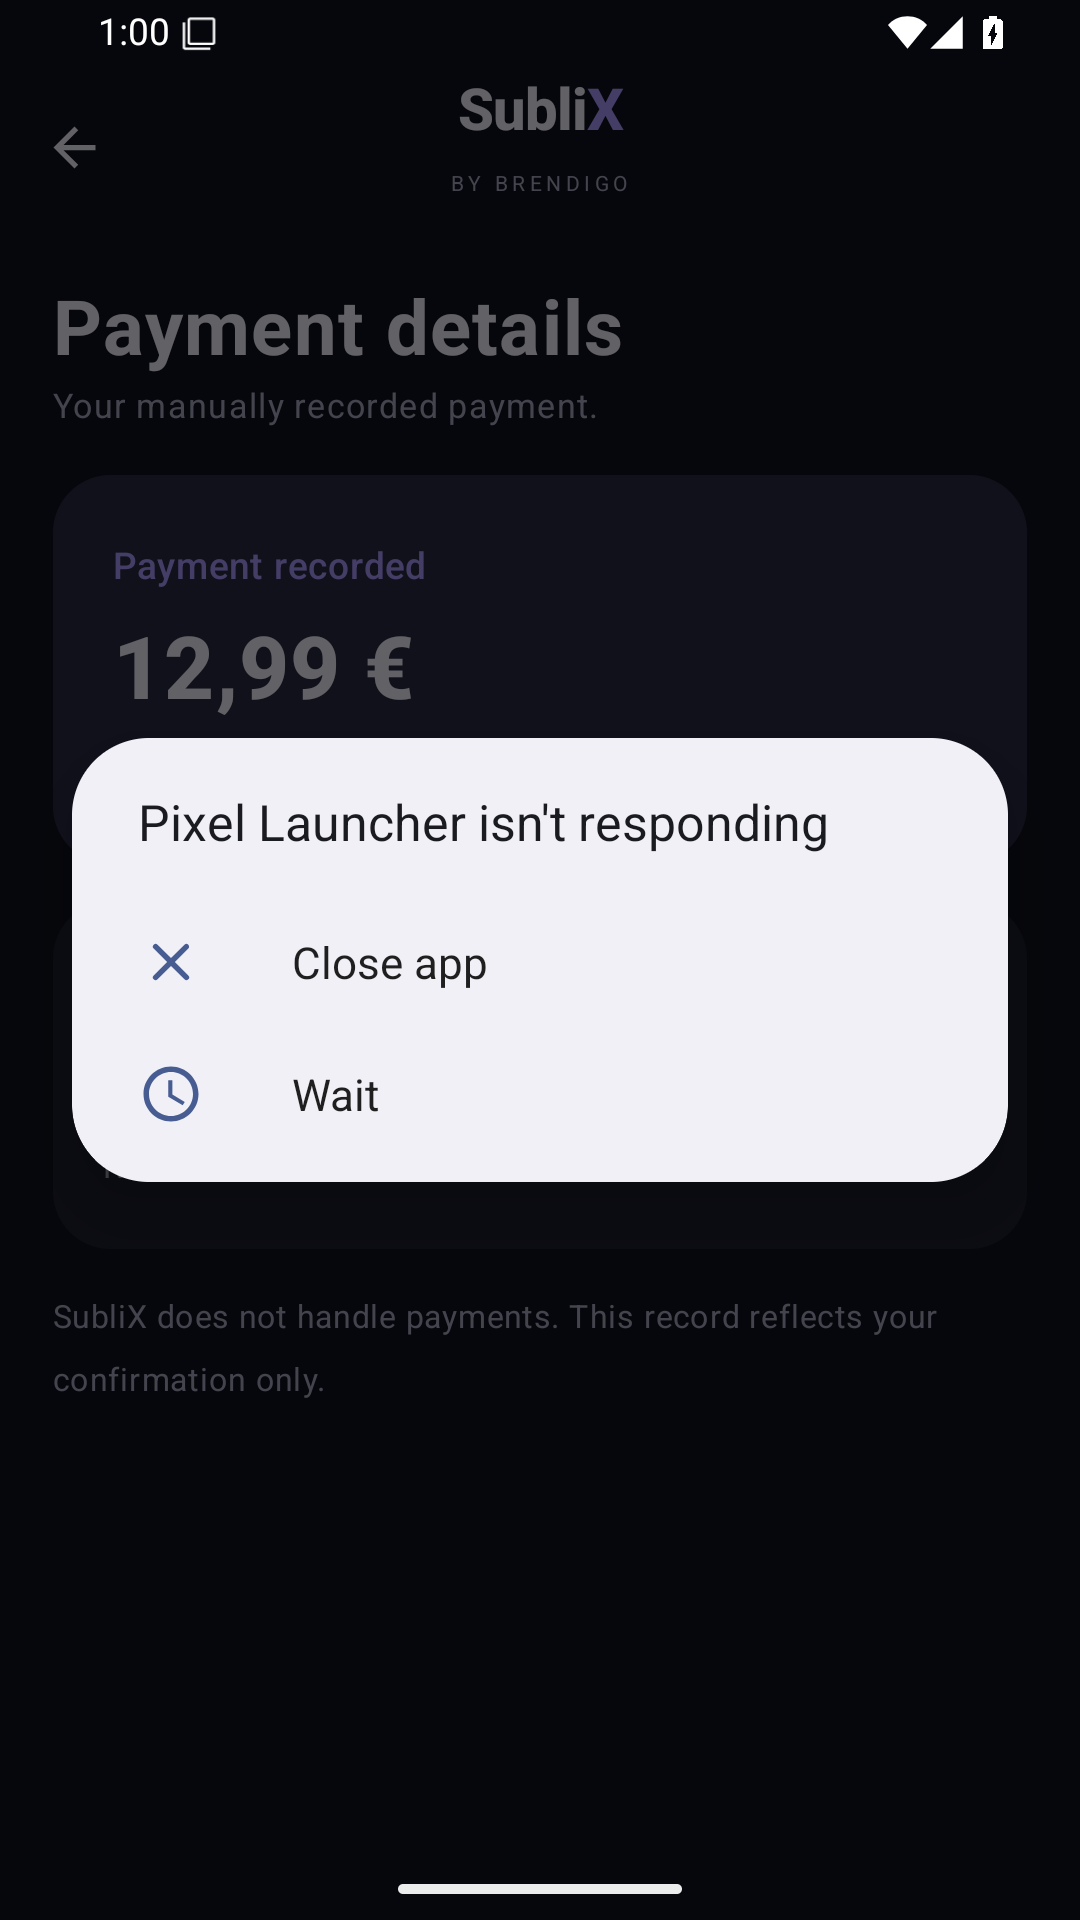 1:00
SubliX
BY BRENDIGO
Payment details
Your manually recorded payment.
Payment recorded
12,99 €
Pixel Launcher isn't responding
Close app
Wait
SubliX does not handle payments. This record reflects your
confirmation only.